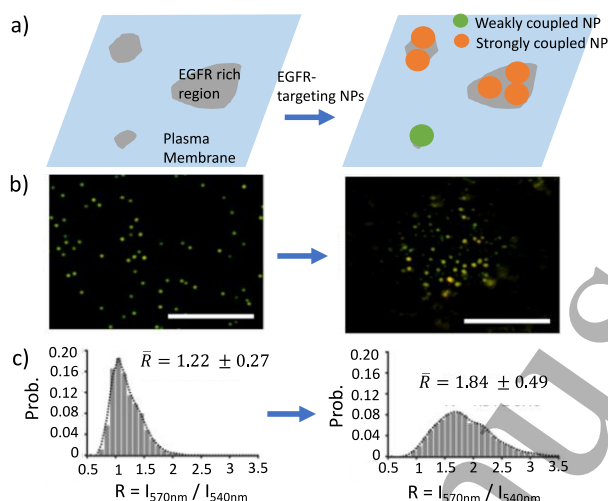 a)
EGFR rich
region
Plasma
Membrane
EGFR-
targeting NPs
Weakly coupled NP
Strongly coupled NP
b)
c)
R̄ = 1.22 ± 0.27
Prob.
0.20
0.16
0.12
0.08
0.04
0
0.5 1 1.5 2 2.5 3 3.5
R = I570nm / I540nm
R̄ = 1.84 ± 0.49
Prob.
0.20
0.16
0.12
0.08
0.04
0
0.5 1 1.5 2 2.5 3 3.5
R = I570nm / I540nm